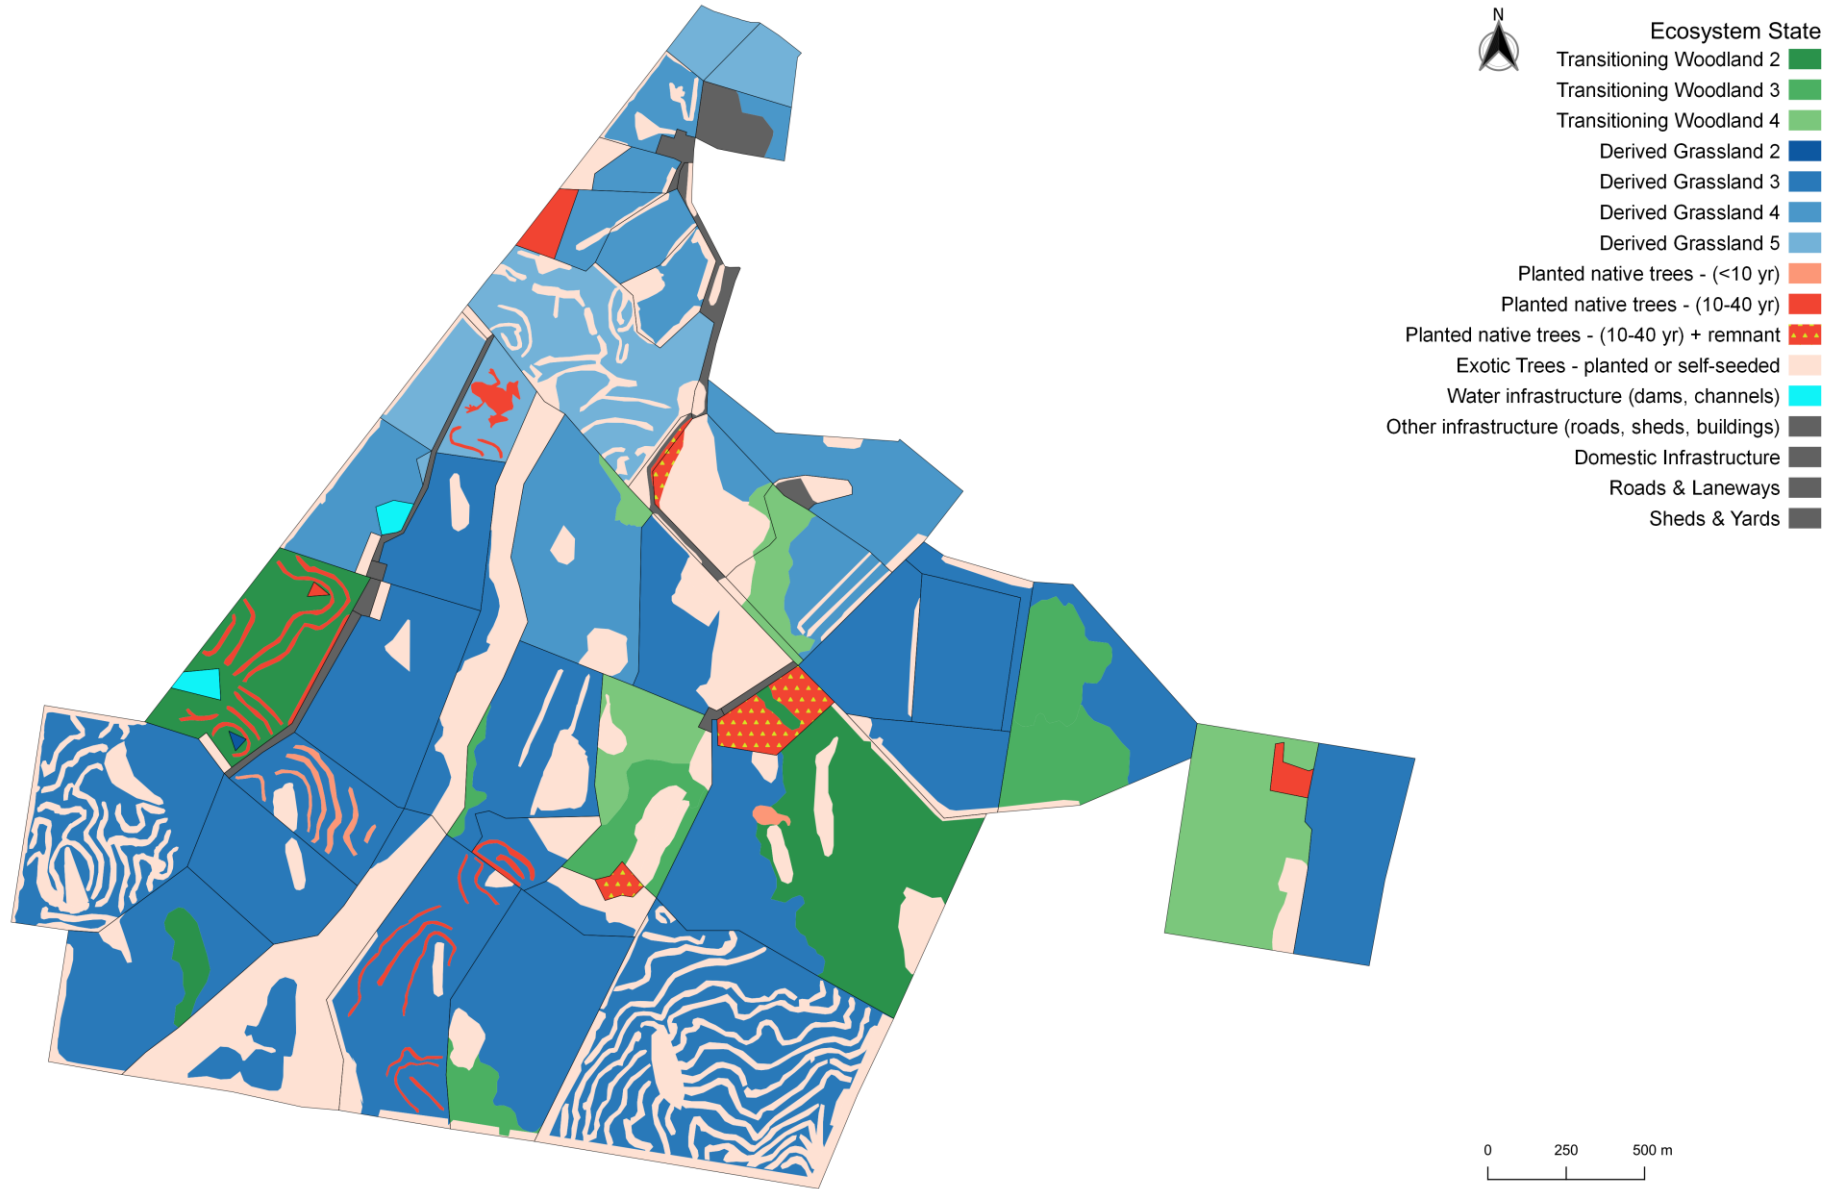 N
Ecosystem State
Transitioning Woodland 2
Transitioning Woodland 3
Transitioning Woodland 4
Derived Grassland 2
Derived Grassland 3
Derived Grassland 4
Derived Grassland 5
Planted native trees - (<10 yr)
Planted native trees - (10-40 yr)
Planted native trees - (10-40 yr) + remnant
Exotic Trees - planted or self-seeded
Water infrastructure (dams, channels)
Other infrastructure (roads, sheds, buildings)
Domestic Infrastructure
Roads & Laneways
Sheds & Yards
0 250 500 m